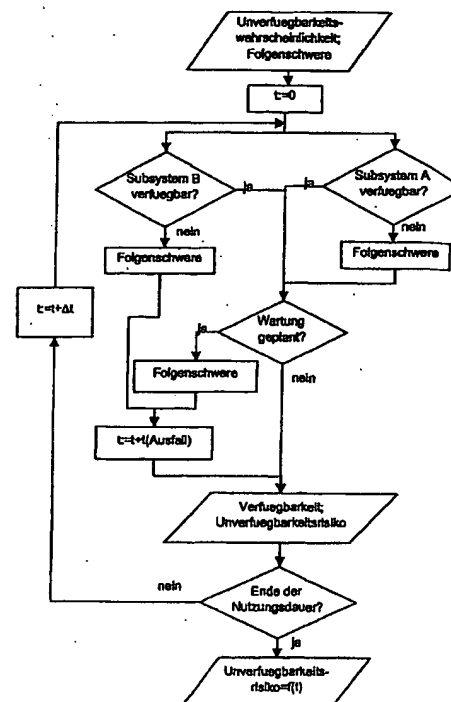 Unverfuegbarkeits-
wahrscheinlichkeit;
Folgenschwere
t:=0
Subsystem B
verfuegbar?
ja
ja
Subsystem A
verfuegbar?
nein
nein
Folgenschwere
Folgenschwere
t:=t+Δt
ja
Wartung
geplant?
Folgenschwere
nein
t:=t+t(Ausfall)
Verfuegbarkeit;
Unverfuegbarkeitsrisiko
nein
Ende der
Nutzungsdauer?
ja
Unverfuegbarkeits-
risiko=f(t)